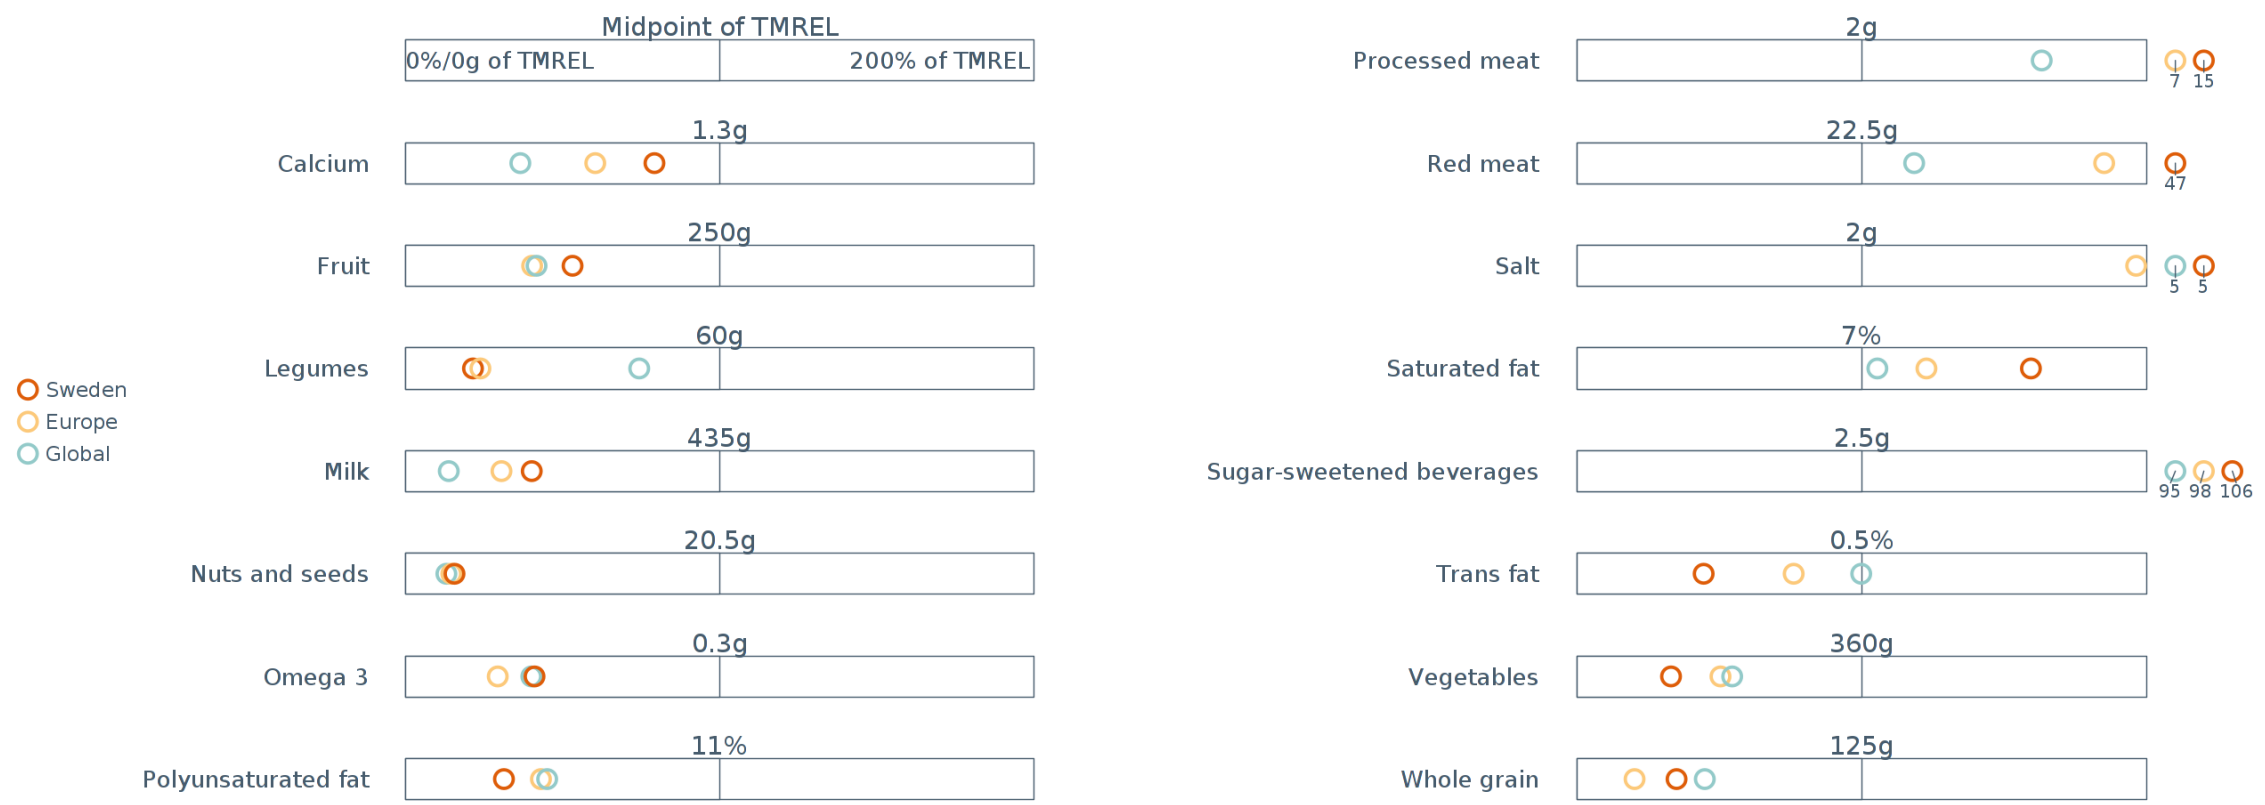 Midpoint of TMREL
0%/0g of TMREL 200% of TMREL
1.3g
Calcium
250g
Fruit
60g
Legumes
435g
Milk
20.5g
Nuts and seeds
0.3g
Omega 3
11%
Polyunsaturated fat
Sweden
Europe
Global
2g
Processed meat
7 15
22.5g
Red meat
47
2g
Salt
5 5
7%
Saturated fat
2.5g
Sugar-sweetened beverages
95 98 106
0.5%
Trans fat
360g
Vegetables
125g
Whole grain